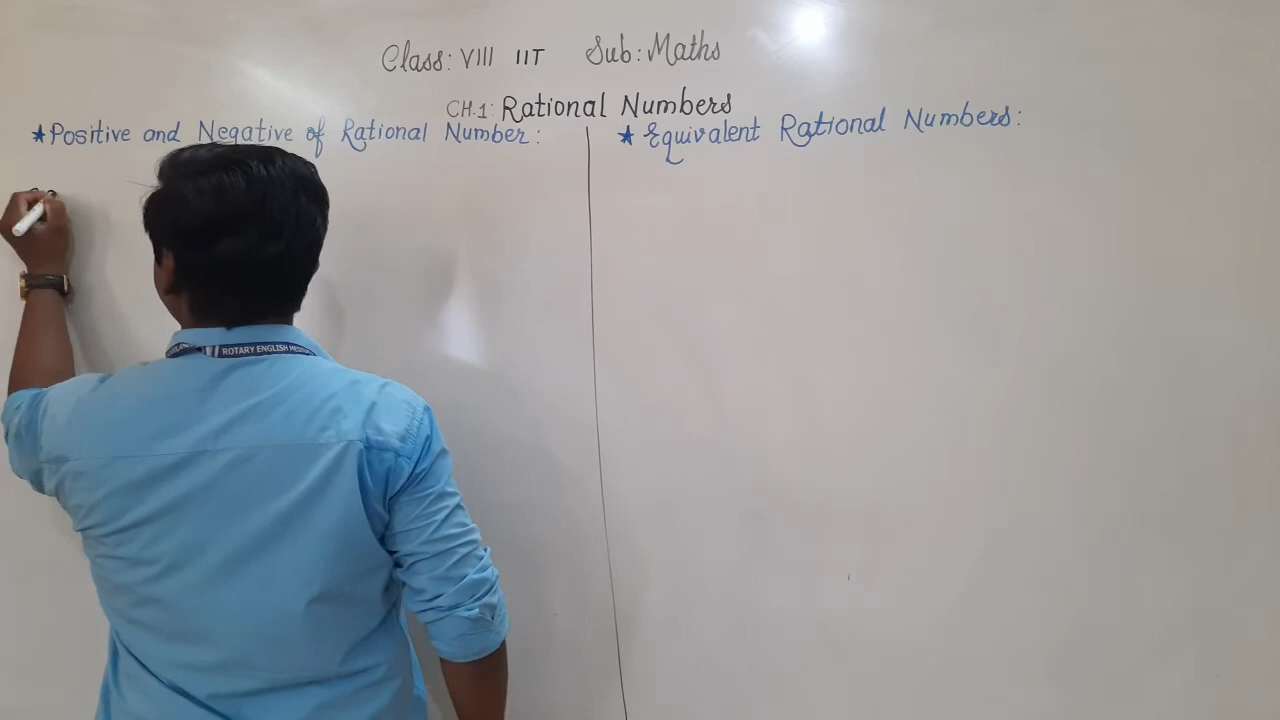 Class: VIII IIT Sub: Maths
CH.1: Rational Numbers
★Positive and Negative of Rational Number:
★ Equivalent Rational Numbers:
ROTARY ENGLISH